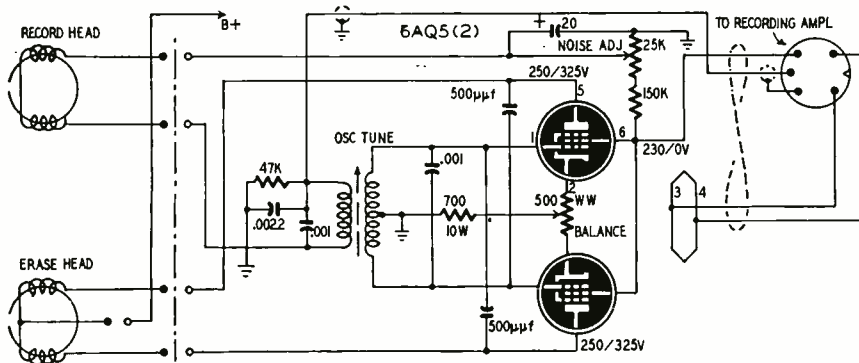 B+
TO RECORDING AMPL
RECORD HEAD
+
20
6AQ5(2)
NOISE ADJ
25K
250/325V
5
500μμf
150K
OSC TUNE
1
6
.001
230/0V
47K
2
3
4
700
500
WW
.0022
.001
10W
BALANCE
ERASE HEAD
500μμf
250/325V